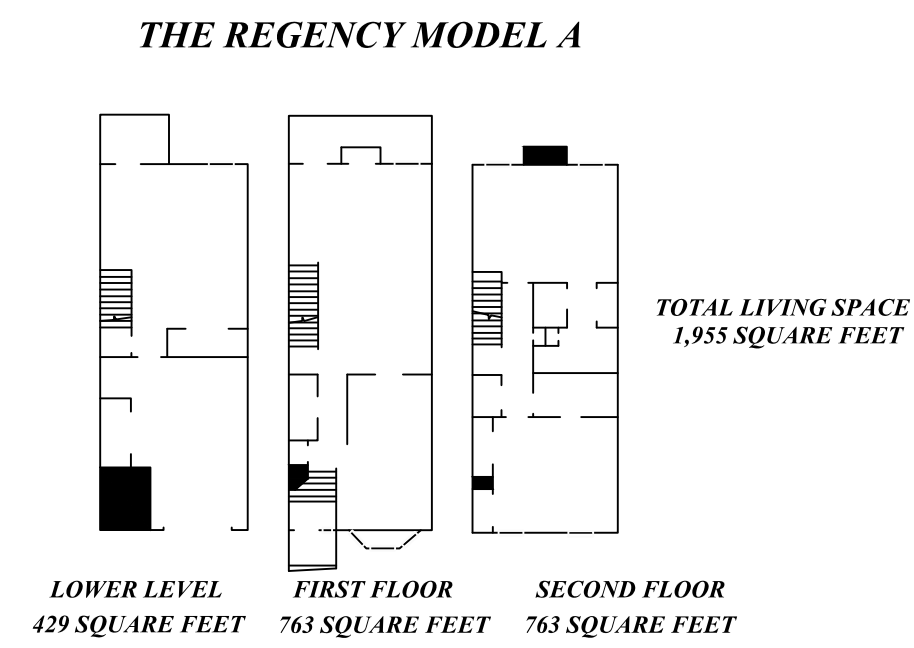 THE REGENCY MODEL A
TOTAL LIVING SPACE
1,955 SQUARE FEET
LOWER LEVEL
429 SQUARE FEET
FIRST FLOOR
763 SQUARE FEET
SECOND FLOOR
763 SQUARE FEET